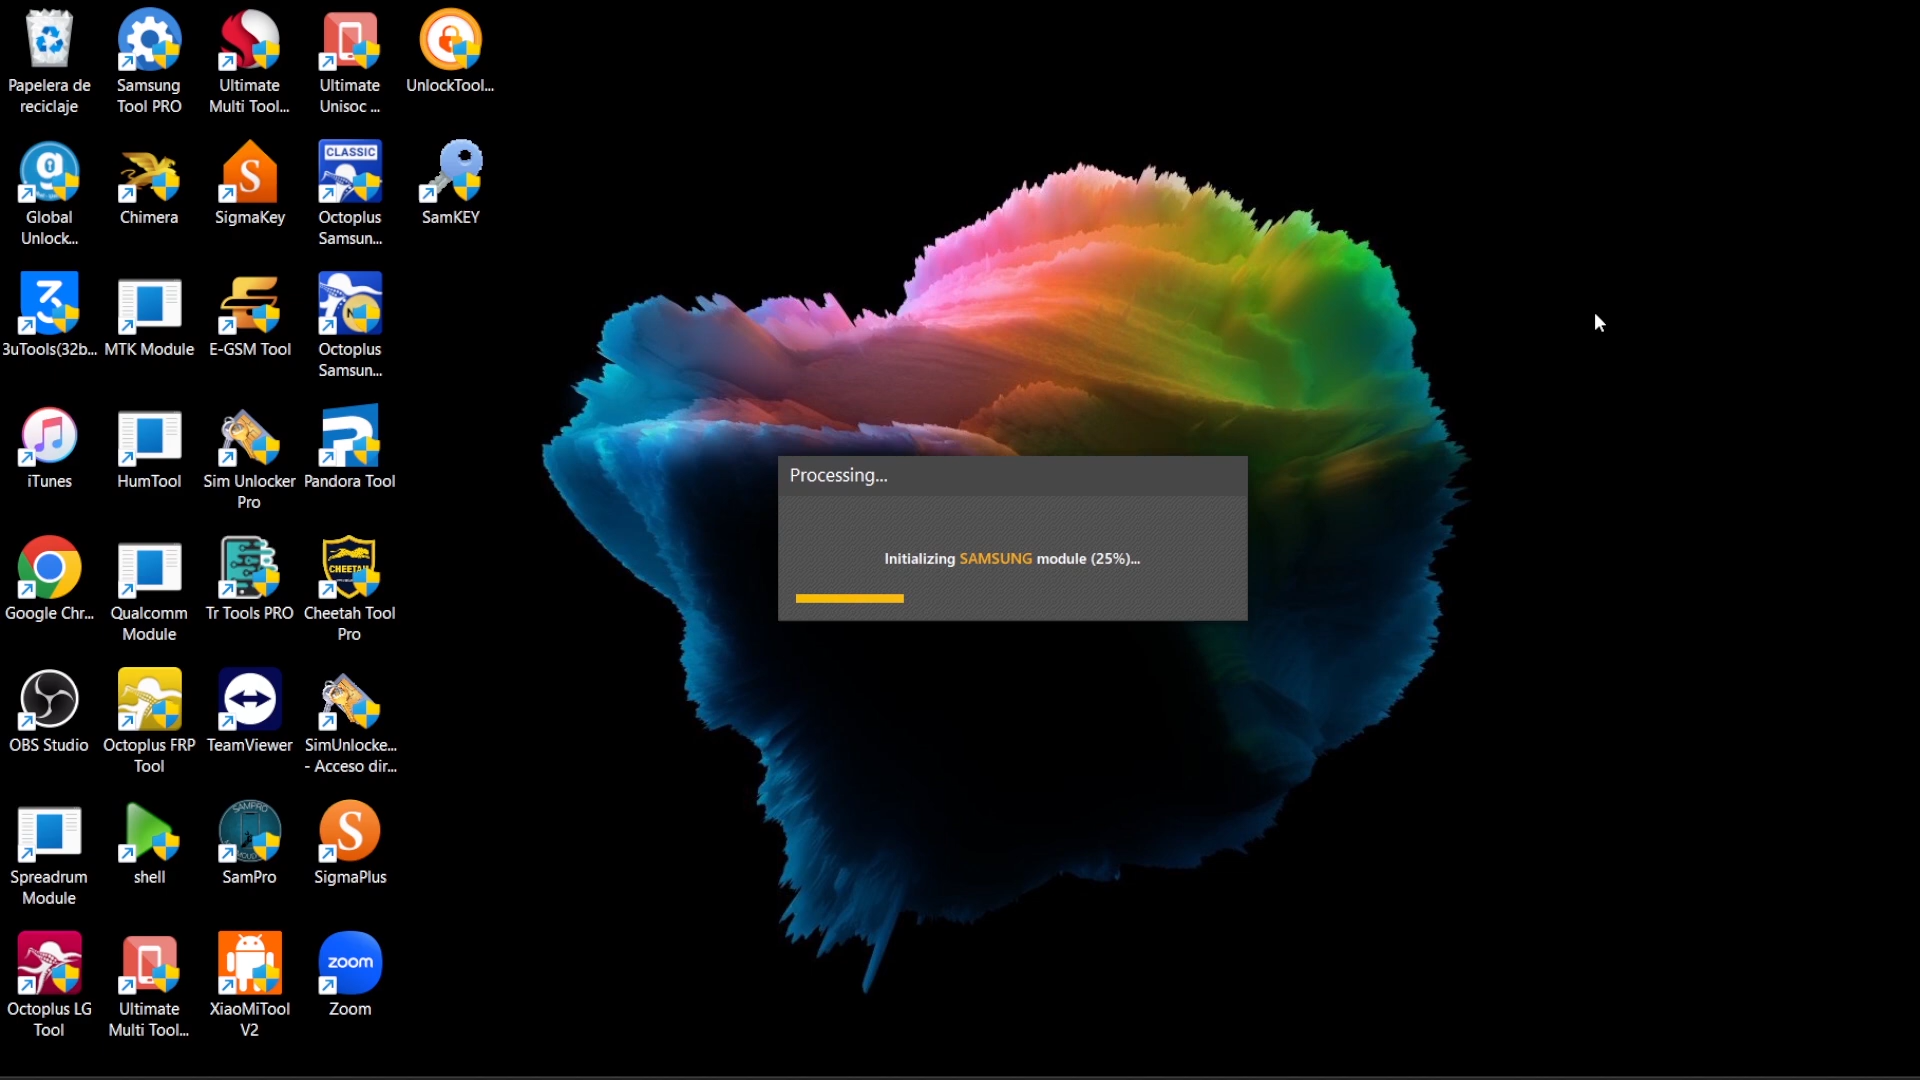 Papelera de
reciclaje
Samsung
Tool PRO
Ultimate
Multi Tool...
Ultimate
Unisoc ...
UnlockTool...
Global
Unlock...
Chimera
SigmaKey
CLASSIC
Octoplus
Samsun...
SamKEY
3uTools(32b...
MTK Module
E-GSM Tool
Octoplus
Samsun...
iTunes
HumTool
Sim Unlocker
Pro
Pandora Tool
Processing...
Initializing SAMSUNG module (25%)...
Google Chr...
Qualcomm
Module
Tr Tools PRO
CHEETAH
Cheetah Tool
Pro
OBS Studio
Octoplus FRP
Tool
TeamViewer
SimUnlocke...
- Acceso dir...
Spreadrum
Module
shell
SAMPRO
SamPro
S
SigmaPlus
Octoplus LG
Tool
Ultimate
Multi Tool...
XiaoMiTool
V2
zoom
Zoom